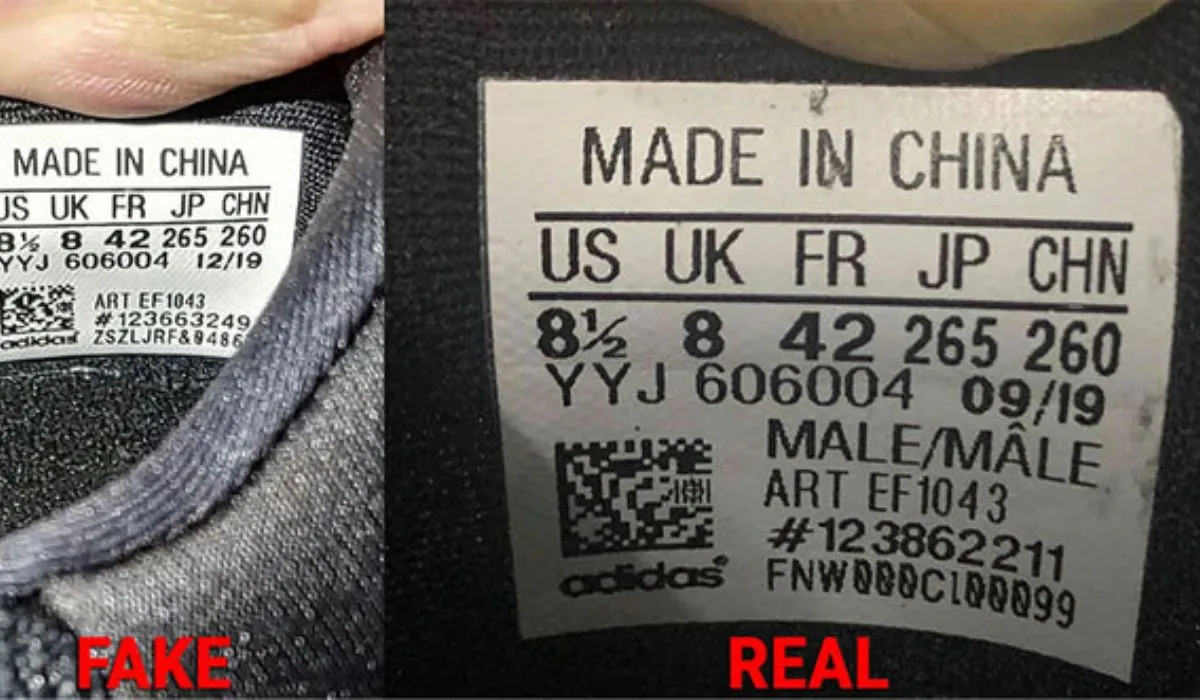 MADE IN CHINA
US UK FR JP CHN
8½ 8 42 265 260
YYJ 606004 12/19
ART EF1043
#123663249
adidas ZSZLJRF&9486
FAKE
MADE IN CHINA
US UK FR JP CHN
8½ 8 42 265 260
YYJ 606004 09/19
MALE/MÂLE
ART EF1043
#123862211
adidas FNW000C100099
REAL